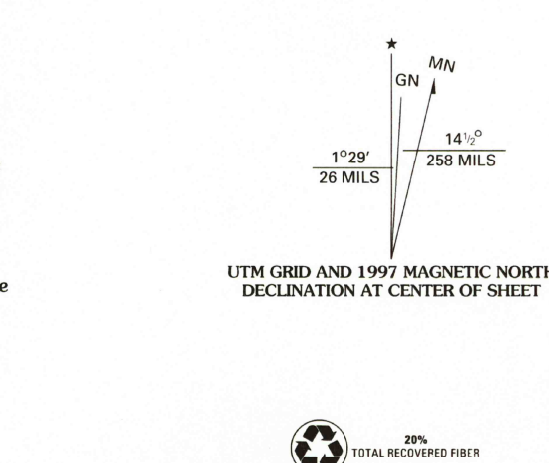 ★
GN MN
1°29'
26 MILS
14½°
258 MILS
UTM GRID AND 1997 MAGNETIC NORTH
DECLINATION AT CENTER OF SHEET
e
20%
TOTAL RECOVERED FIBER